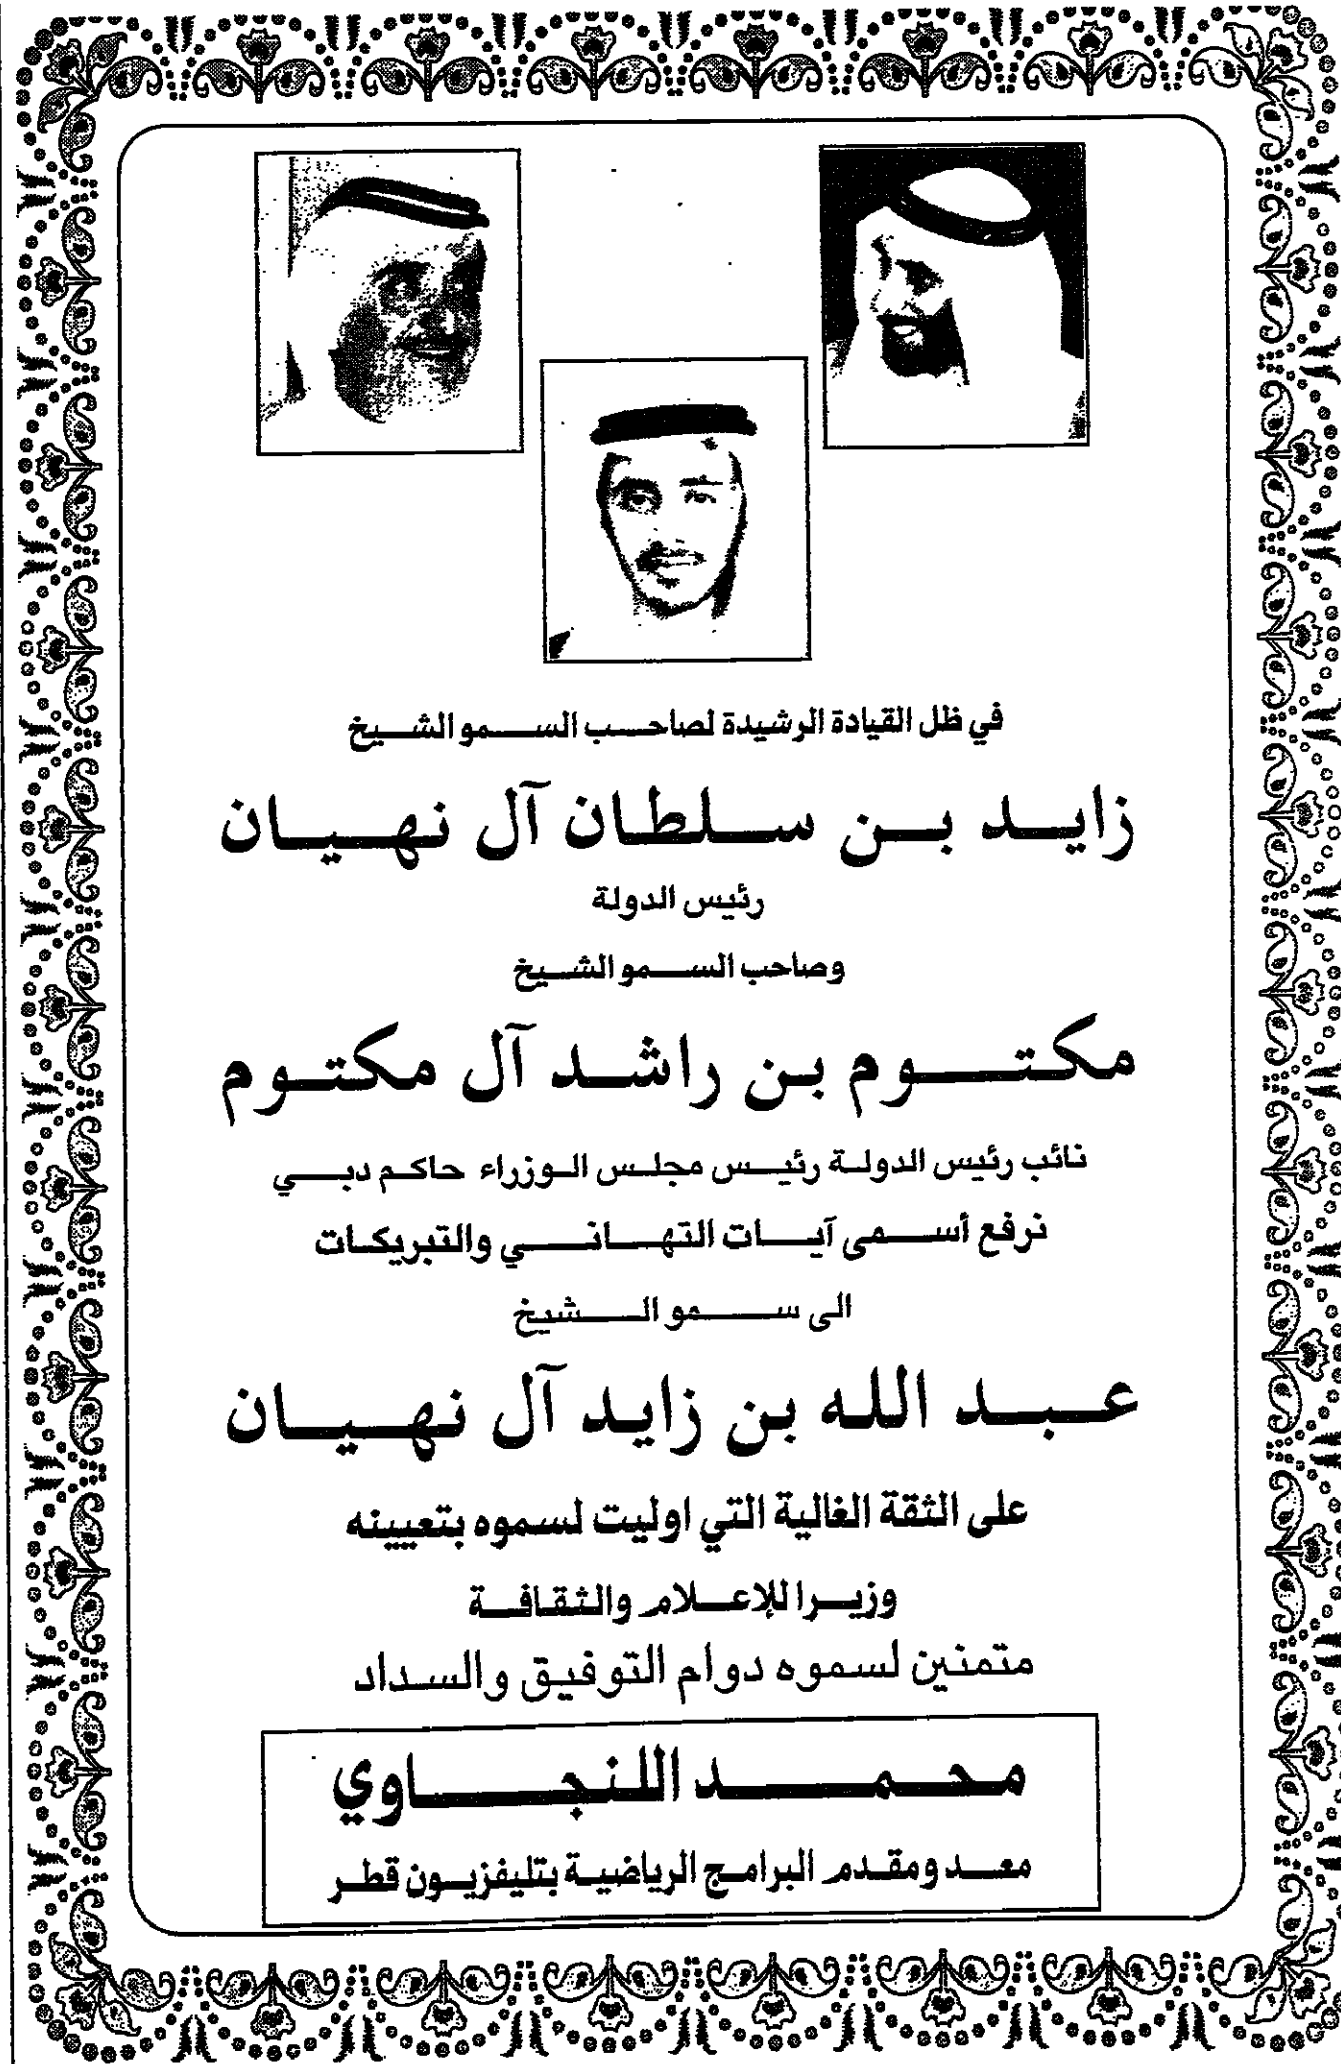 في ظل القيادة الرشيدة لصاحب السمو الشيخ
زايد بن سلطان آل نهيان
رئيس الدولة
وصاحب السمو الشيخ
مكتوم بن راشد آل مكتوم
نائب رئيس الدولة رئيس مجلس الوزراء حاكم دبي
نرفع أسمى آيات التهاني والتبريكات
الى سمو الشيخ
عبد الله بن زايد آل نهيان
على الثقة الغالية التي اوليت لسموه بتعيينه
وزيرا للإعلام والثقافة
متمنين لسموه دوام التوفيق والسداد
محمد اللنجاوي
معد ومقدم البرامج الرياضية بتليفزيون قطر